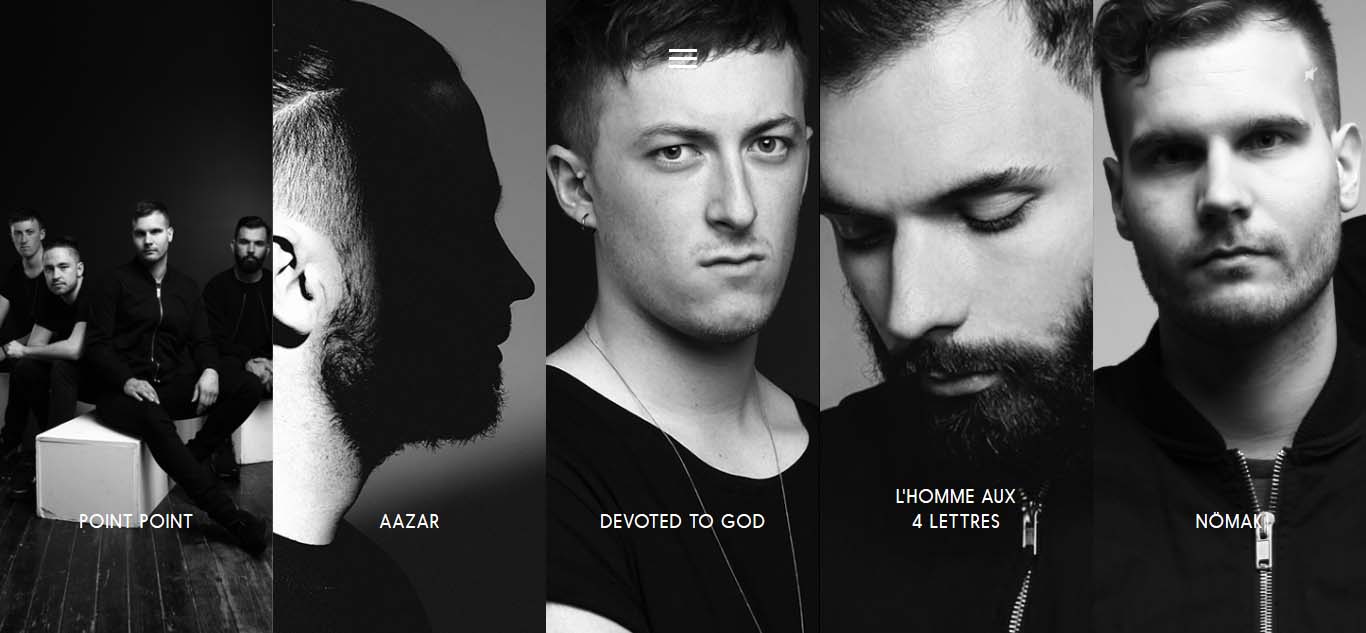 POINT POINT
AAZAR
DEVOTED TO GOD
L'HOMME AUX
4 LETTRES
NÖMAK